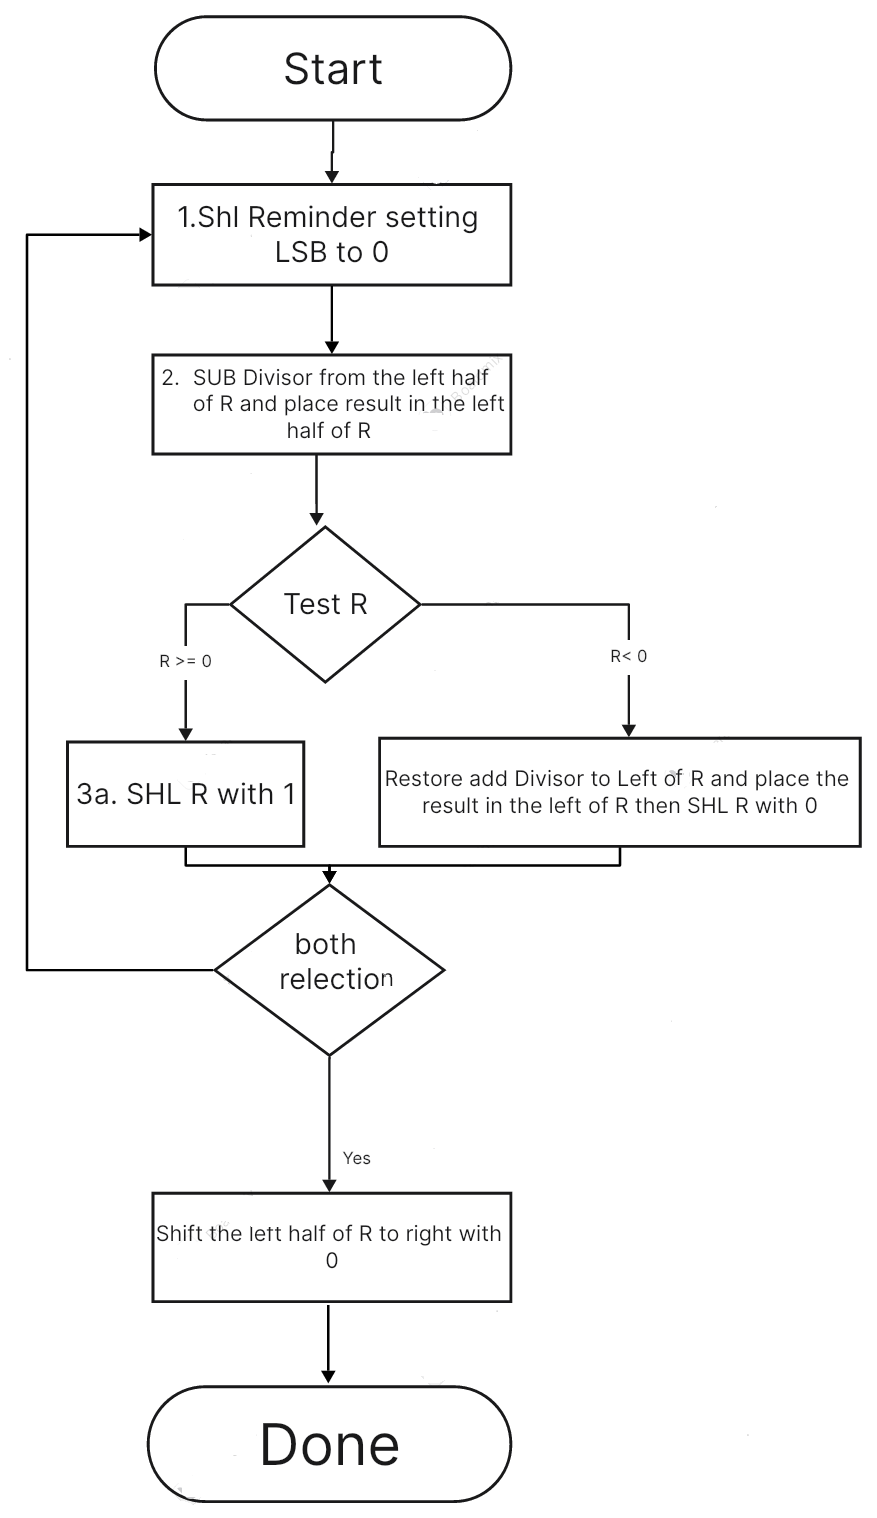 Start
1.Shl Reminder setting
LSB to 0
2. SUB Divisor from the left half
of R and place result in the left
half of R
Test R
R >= 0
R< 0
3a. SHL R with 1
Restore add Divisor to Left of R and place the
result in the left of R then SHL R with 0
both
relection
Yes
Shift the left half of R to right with
0
Done